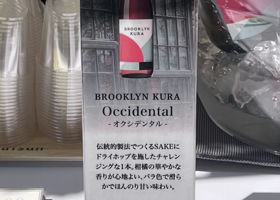 BROOKLYN
KURA
BROOKLYN KURA
Occidental
- オクシデンタル -
伝統的製法でつくるSAKEに
ドライホップを施したチャレン
ジングな1本。柑橘の華やかな
香りが心地よい、バラ色で滑ら
かでほんのり甘い味わい。